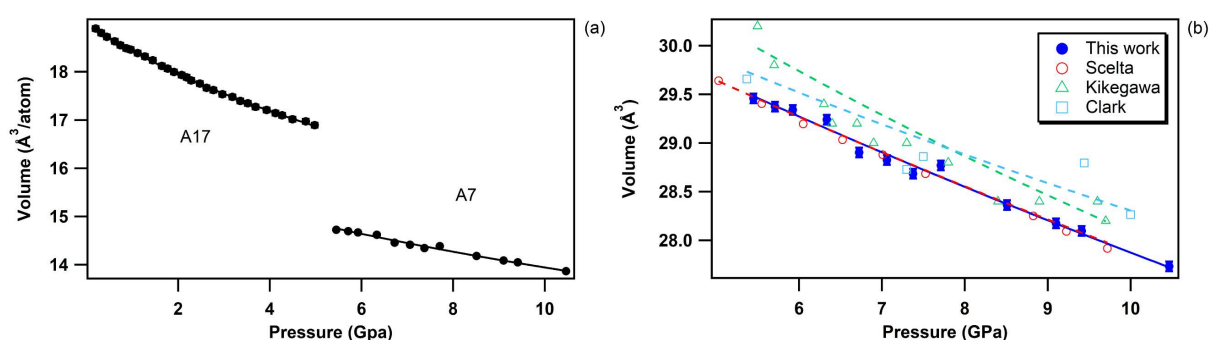 (a)
Volume (Å³/atom)
18
17
16
15
14
A17
A7
2
4
6
8
10
Pressure (Gpa)
(b)
Volume (Å³)
30.0
29.5
29.0
28.5
28.0
This work
Scelta
Kikegawa
Clark
6
7
8
9
10
Pressure (GPa)